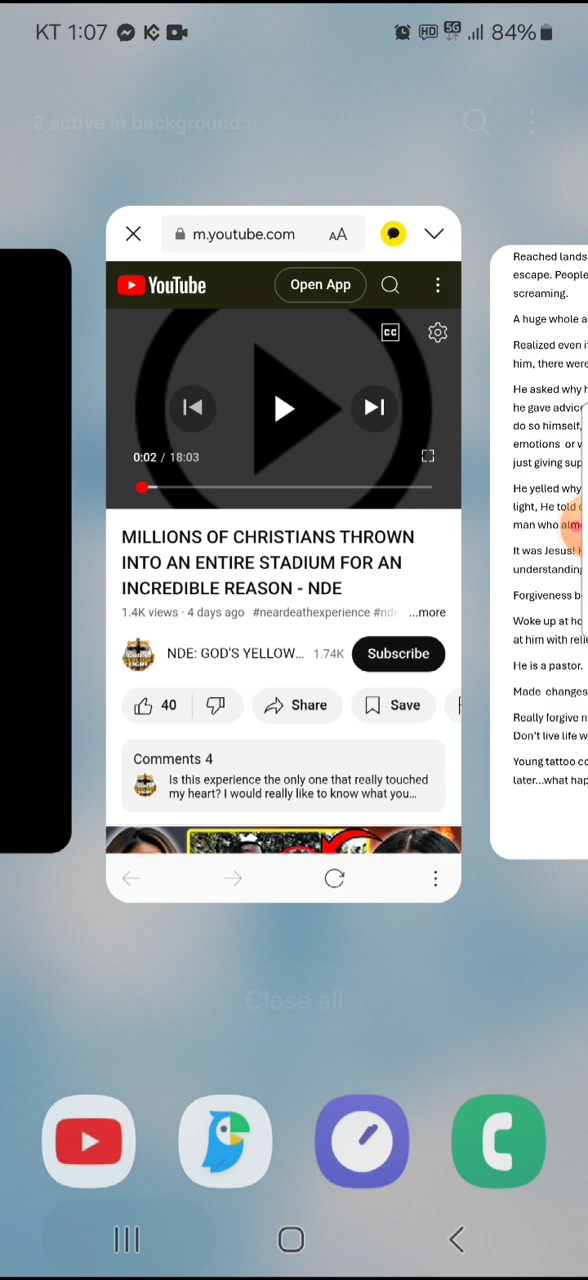 KT 1:07
HD 5G 84%
2 active in background
m.youtube.com AA
YouTube Open App
CC
0:02 / 18:03
MILLIONS OF CHRISTIANS THROWN
INTO AN ENTIRE STADIUM FOR AN
INCREDIBLE REASON - NDE
1.4K views · 4 days ago #neardeathexperience #nde ...more
NDE: GOD'S YELLOW... 1.74K Subscribe
40 Share Save
Comments 4
Is this experience the only one that really touched
my heart? I would really like to know what you...
Reached lands
escape. People
screaming.
A huge whole a
Realized even i
him, there were
He asked why h
he gave advice
do so himself,
emotions or
just giving sup
He yelled why
light, He told
man who
It was Jesus!
understanding
Forgiveness b
Woke up at ho
at him with reli
He is a pastor.
Made changes
Really forgive n
Don't live life w
Young tattoo co
later...what hap
Close all